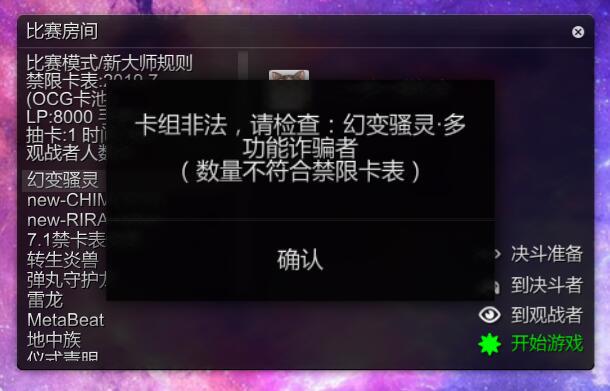 比赛房间
比赛模式/新大师规则
禁限卡表:2019.7
(OCG卡池
LP:8000 手
抽卡:1 时间
观战者人数
卡组非法，请检查：幻变骚灵·多
功能诈骗者
（数量不符合禁限卡表）
确认
幻变骚灵
new-CHIM
new-RIRA
7.1禁卡表
转生炎兽
弹丸守护龙
雷龙
MetaBeat
地中族
仪式青眼
决斗准备
到决斗者
到观战者
开始游戏